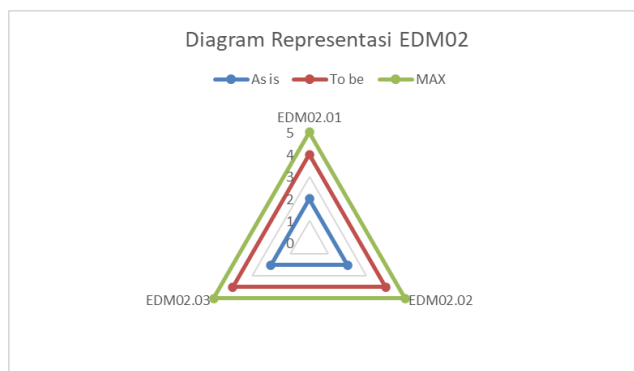 Diagram Representasi EDM02
As is To be MAX
EDM02.01
5
4
3
2
1
0
EDM02.03
EDM02.02